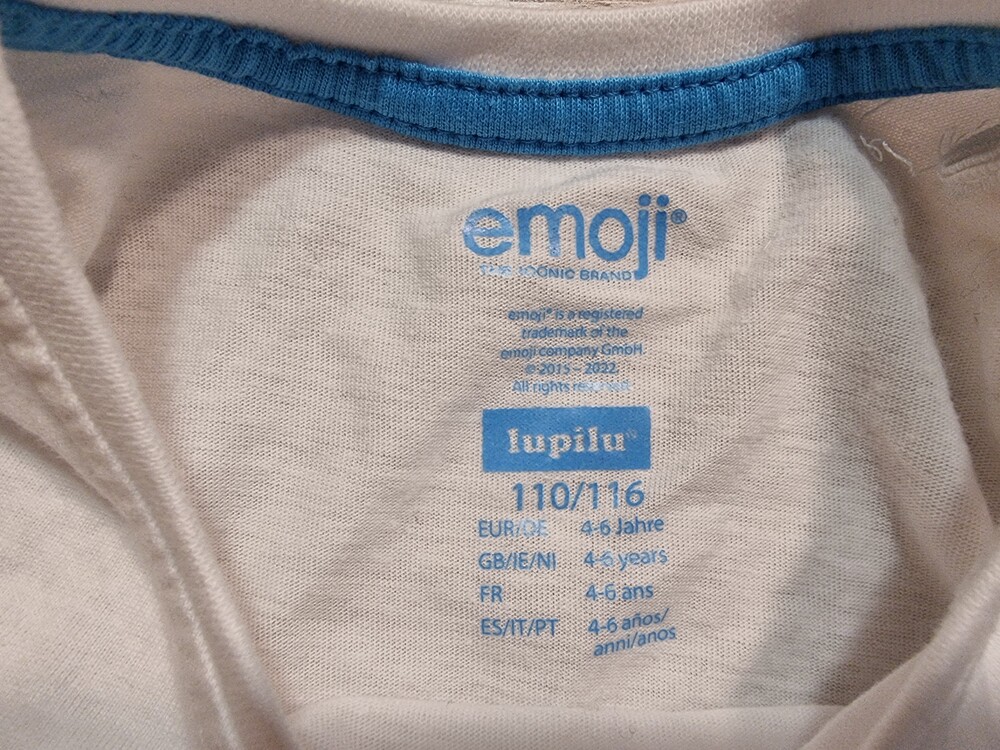 emoji®
THE ICONIC BRAND
emoji® is a registered
trademark of the
emoji company GmbH.
© 2015 – 2022.
All rights reserved.
lupilu®
110/116
EUR/DE 4-6 Jahre
GB/IE/NI 4-6 years
FR 4-6 ans
ES/IT/PT 4-6 años/
anni/anos